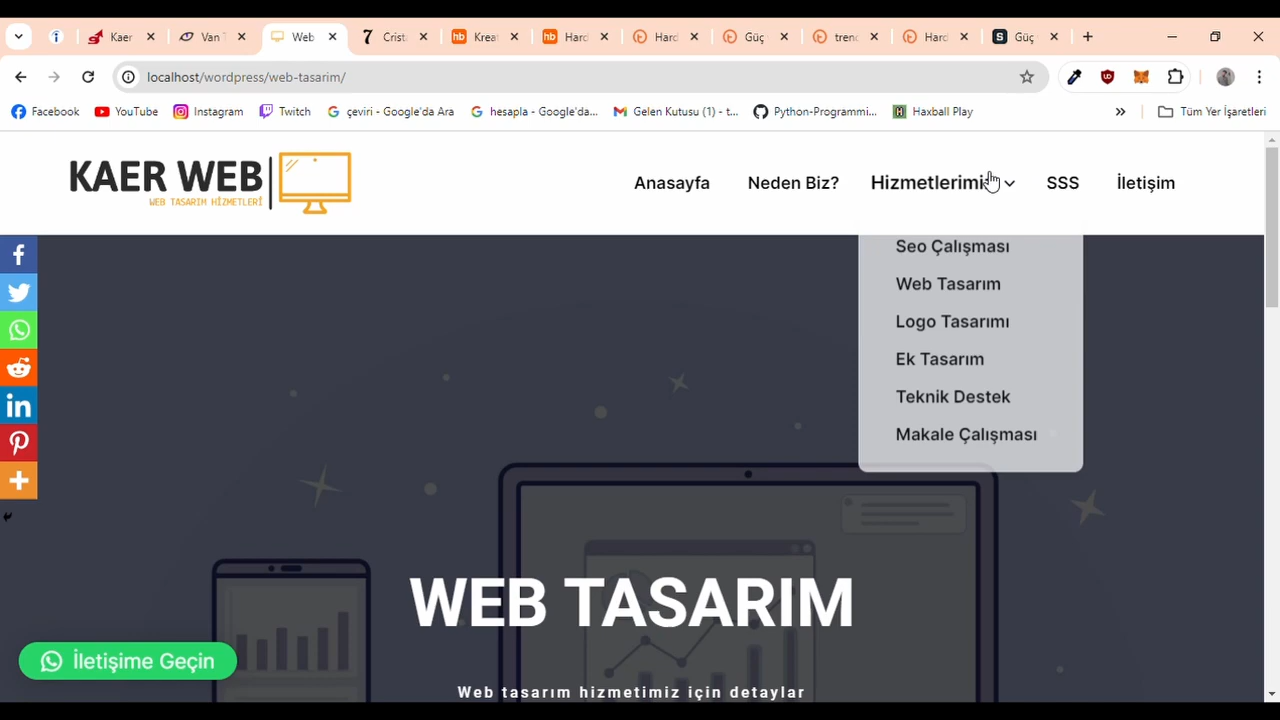 Kaer
Van
Web
Crist
Kreat
Hard
Hard
Güç
trend
Hard
Güç
localhost/wordpress/web-tasarim/
Facebook
YouTube
Instagram
Twitch
çeviri - Google'da Ara
hesapla - Google'da...
Gelen Kutusu (1) - t...
Python-Programmi...
Haxball Play
»
Tüm Yer İşaretleri
KAER WEB
WEB TASARIM HİZMETLERİ
Anasayfa
Neden Biz?
Hizmetlerimiz
SSS
İletişim
Seo Çalışması
Web Tasarım
Logo Tasarımı
Ek Tasarım
Teknik Destek
Makale Çalışması
WEB TASARIM
Web tasarım hizmetimiz için detaylar
İletişime Geçin